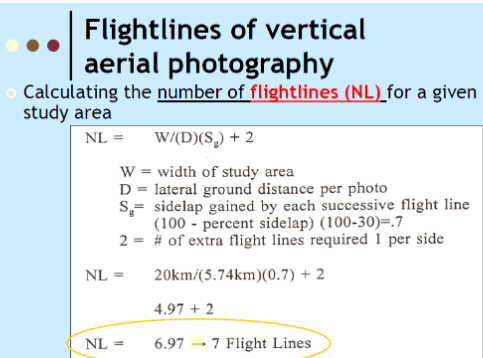 Flightlines of vertical
aerial photography
Calculating the number of flightlines (NL) for a given
study area
NL = W/(D)(Sg) + 2
W = width of study area
D = lateral ground distance per photo
Sg= sidelap gained by each successive flight line
(100 - percent sidelap) (100-30)=.7
2 = # of extra flight lines required 1 per side
NL = 20km/(5.74km)(0.7) + 2
4.97 + 2
NL = 6.97 → 7 Flight Lines